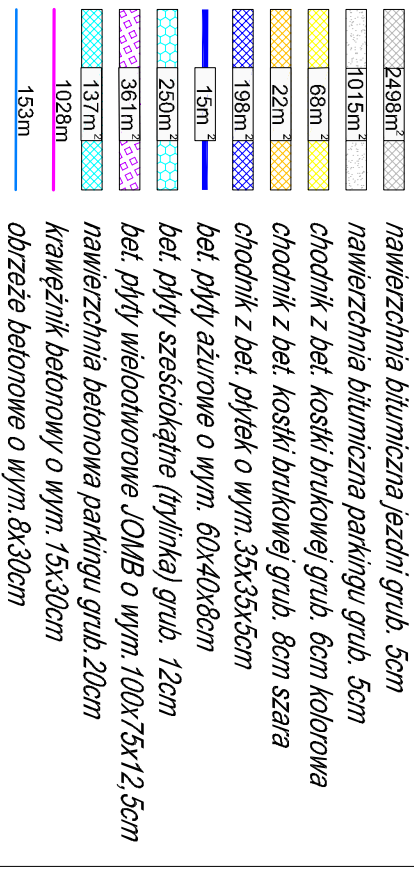 2498m² nawierzchnia bitumiczna jezdni grub. 5cm
1015m² nawierzchnia bitumiczna parkingu grub. 5cm
68m² chodnik z bet. kostki brukowej grub. 6cm kolorowa
22m² chodnik z bet. kostki brukowej grub. 8cm szara
198m² chodnik z bet. płytek o wym.35x35x5cm
15m² bet. płyty ażurowe o wym. 60x40x8cm
250m² bet. płyty sześciokątne (trylinka) grub. 12cm
361m² bet. płyty wielootworowe JOMB o wym. 100x75x12,5cm
137m² nawierzchnia betonowa parkingu grub.20cm
1028m krawężnik betonowy o wym. 15x30cm
153m obrzeże betonowe o wym.8x30cm